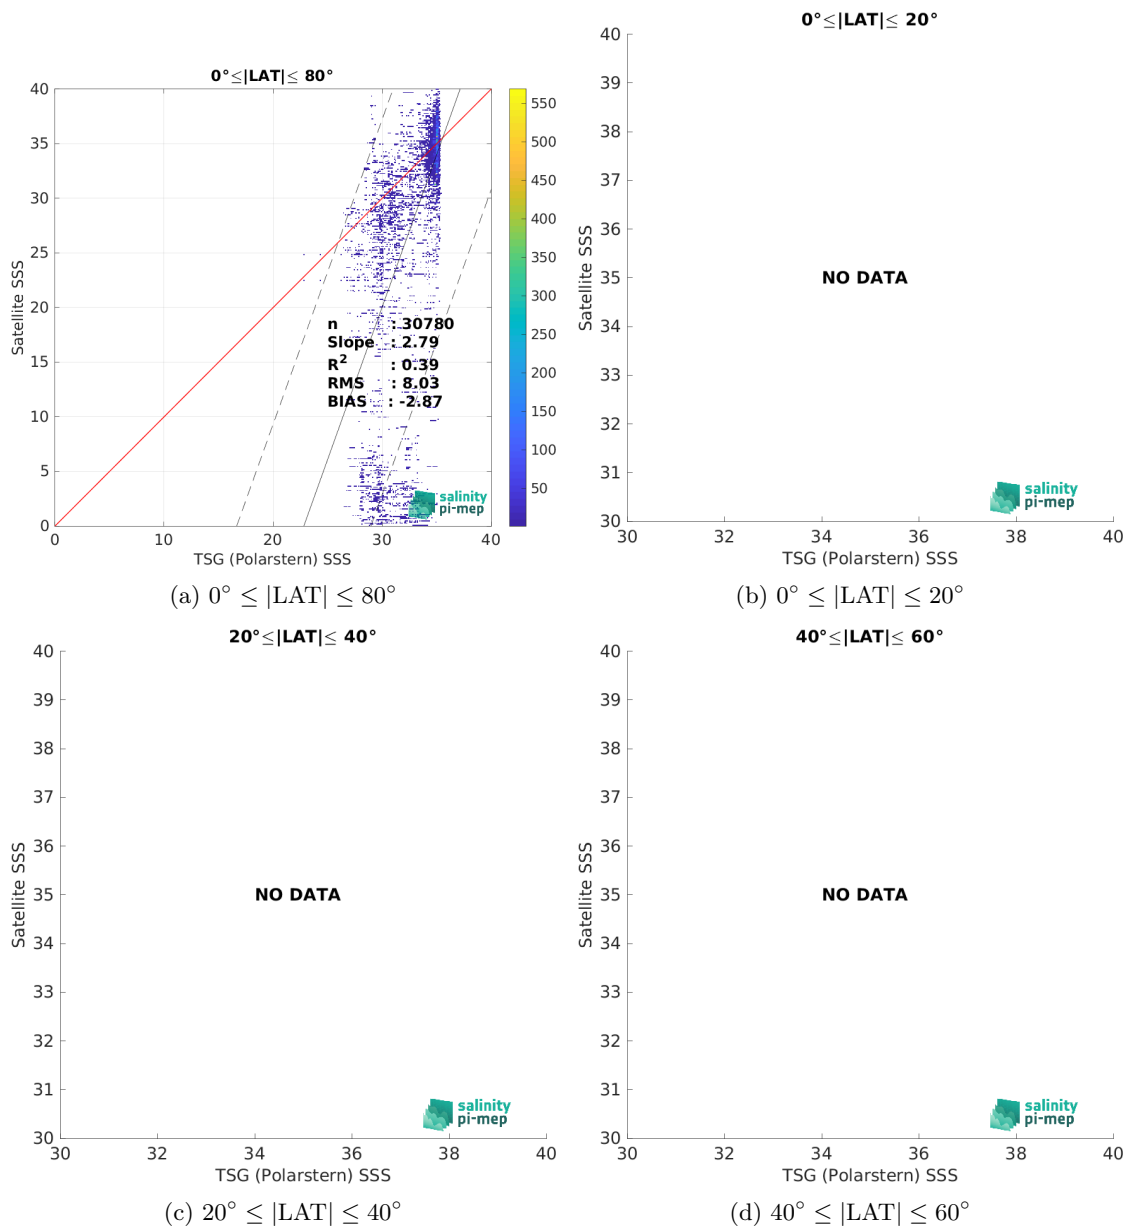 0°≤|LAT|≤ 80°
40
35
30
25
20
15
10
5
0
Satellite SSS
0
10
20
30
40
TSG (Polarstern) SSS
n : 30780
Slope : 2.79
R² : 0.39
RMS : 8.03
BIAS : -2.87
salinity
pi-mep
550
500
450
400
350
300
250
200
150
100
50
(a) 0° ≤ |LAT| ≤ 80°
0°≤|LAT|≤ 20°
40
39
38
37
36
35
34
33
32
31
30
Satellite SSS
NO DATA
salinity
pi-mep
30
32
34
36
38
40
TSG (Polarstern) SSS
(b) 0° ≤ |LAT| ≤ 20°
20°≤|LAT|≤ 40°
40
39
38
37
36
35
34
33
32
31
30
Satellite SSS
NO DATA
salinity
pi-mep
30
32
34
36
38
40
TSG (Polarstern) SSS
(c) 20° ≤ |LAT| ≤ 40°
40°≤|LAT|≤ 60°
40
39
38
37
36
35
34
33
32
31
30
Satellite SSS
NO DATA
salinity
pi-mep
30
32
34
36
38
40
TSG (Polarstern) SSS
(d) 40° ≤ |LAT| ≤ 60°